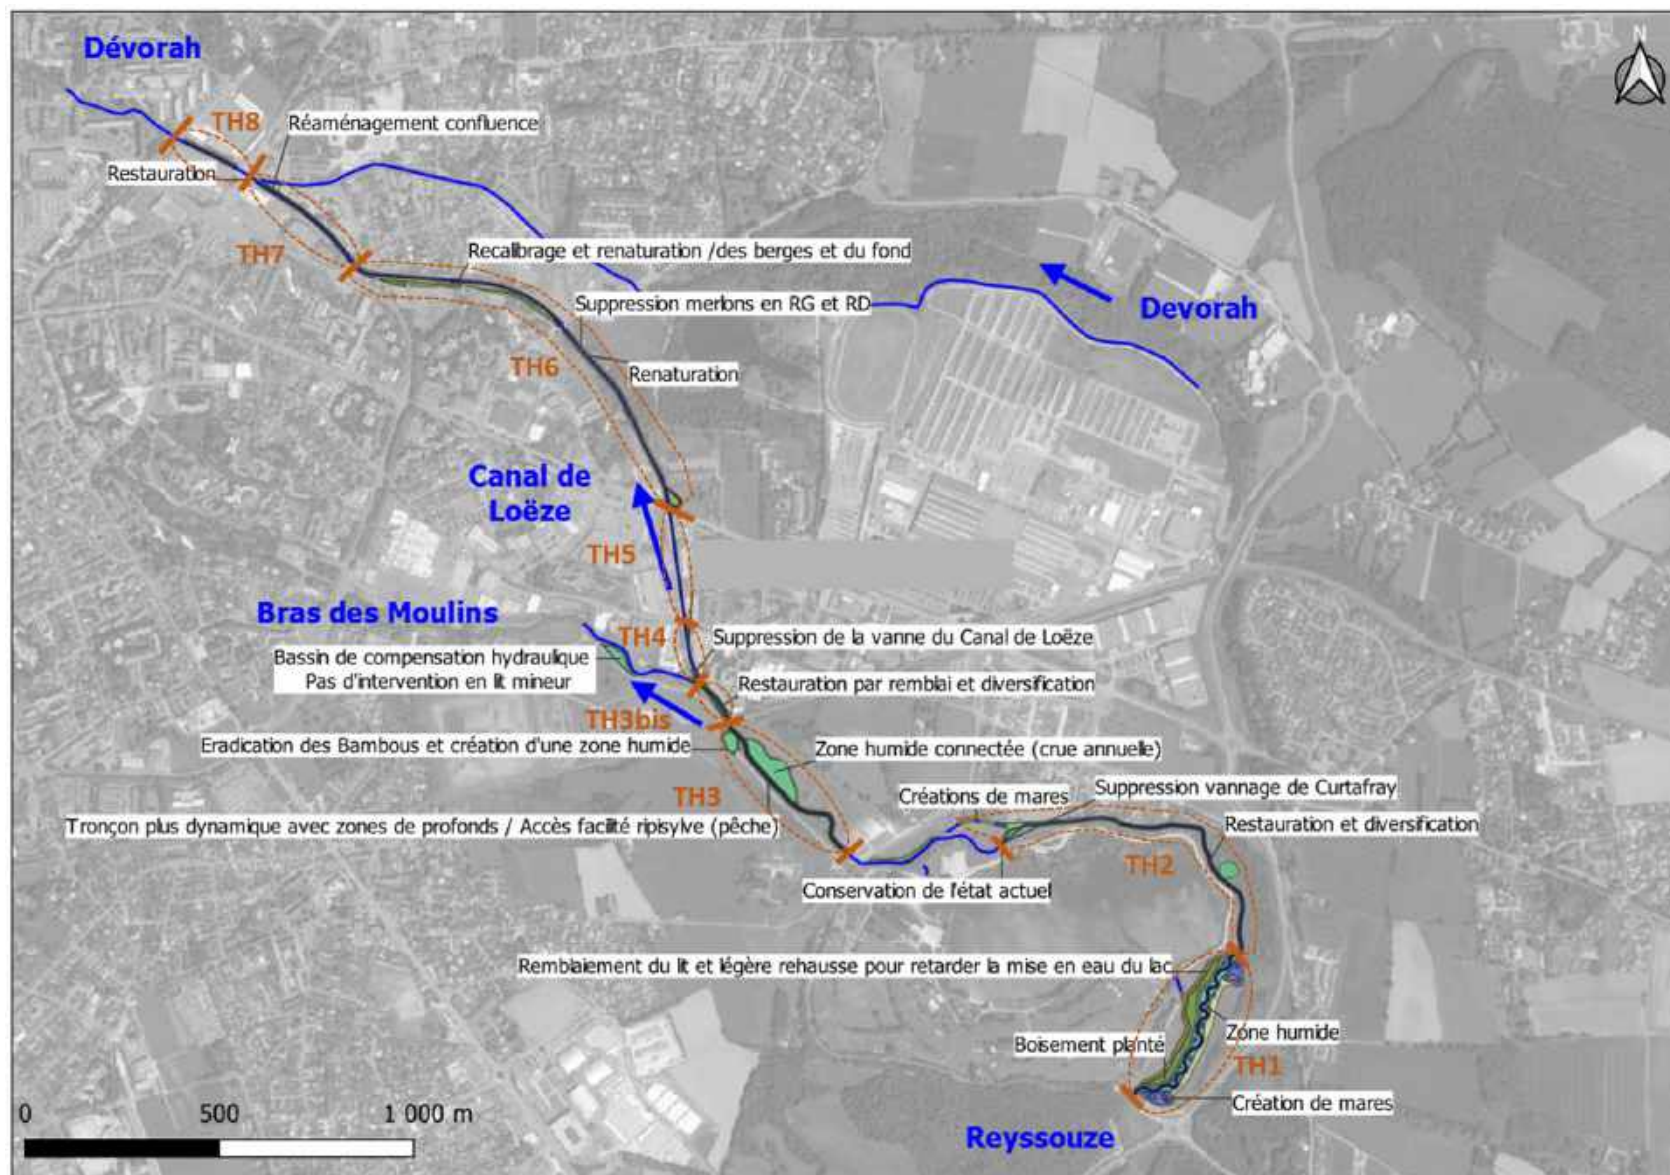 Dévorah
N
TH8
Réaménagement confluence
Restauration
TH7
Recalibrage et renaturation /des berges et du fond
Suppression merlons en RG et RD
Devorah
TH6
Renaturation
Canal de
Loëze
TH5
Bras des Moulins
TH4
Suppression de la vanne du Canal de Loëze
Bassin de compensation hydraulique
Pas d'intervention en lit mineur
Restauration par remblai et diversification
TH3bis
Eradication des Bambous et création d'une zone humide
Zone humide connectée (crue annuelle)
TH3
Créations de mares
Suppression vannage de Curtafray
Tronçon plus dynamique avec zones de profonds / Accès facilité ripisylve (pêche)
Restauration et diversification
TH2
Conservation de l'état actuel
Remblaiement du lit et légère rehausse pour retarder la mise en eau du lac
Zone humide
Boisement planté
TH1
Création de mares
Reyssouze
0 500 1 000 m